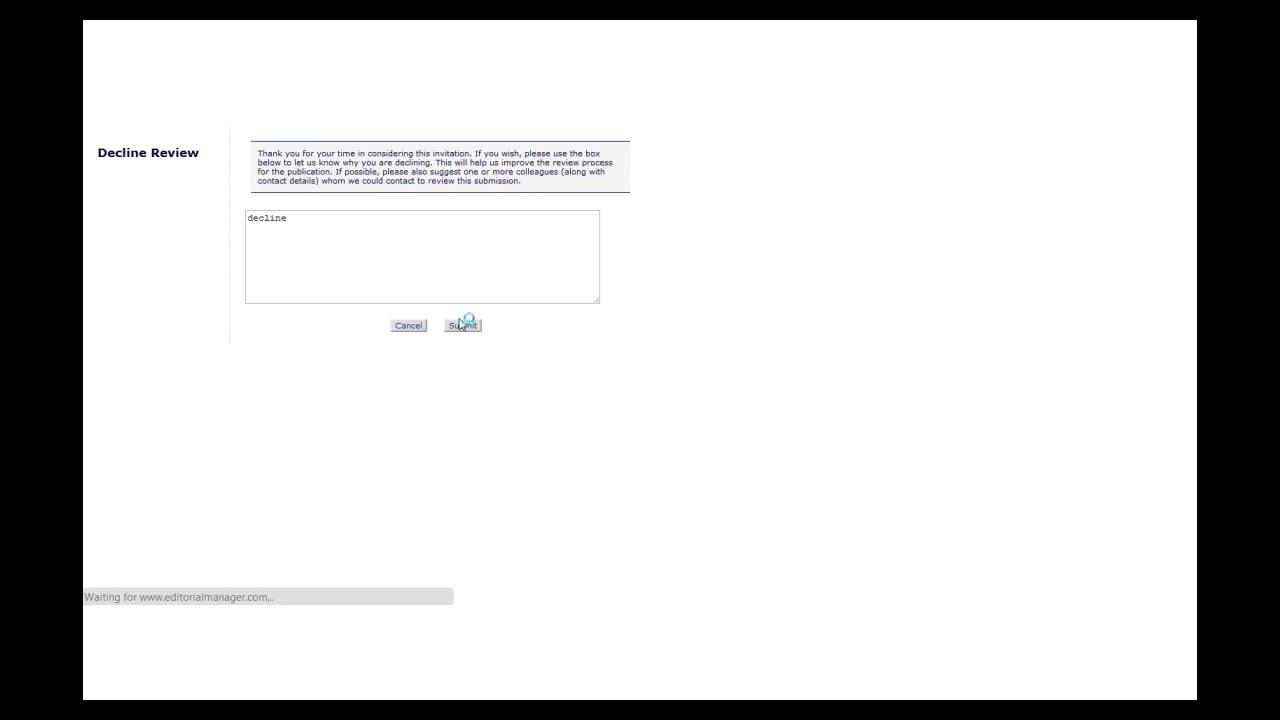 Decline Review
Thank you for your time in considering this invitation. If you wish, please use the box
below to let us know why you are declining. This will help us improve the review process
for the publication. If possible, please also suggest one or more colleagues (along with
contact details) whom we could contact to review this submission.
decline
Cancel
Submit
Waiting for www.editorialmanager.com...